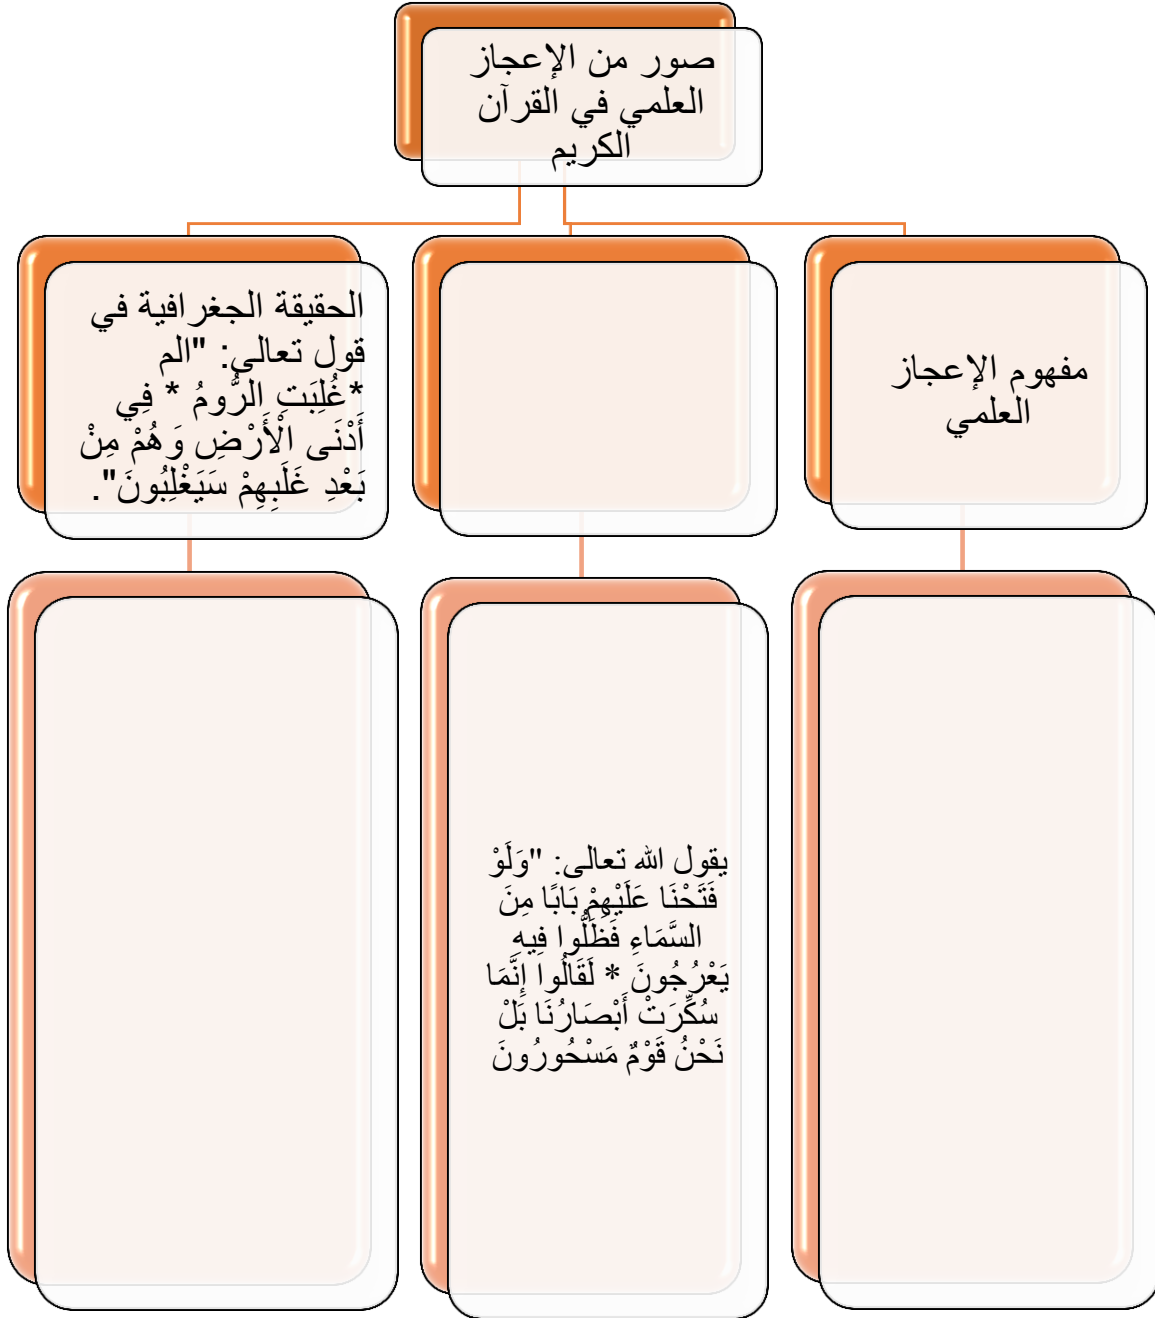 صور من الإعجاز
العلمي في القرآن
الكريم
مفهوم الإعجاز
العلمي
الحقيقة الجغرافية في
قول تعالى: "الم
*غُلِبَتِ الرُّومُ * فِي
أَدْنَى الْأَرْضِ وَهُمْ مِنْ
بَعْدِ غَلَبِهِمْ سَيَغْلِبُونَ".
يقول الله تعالى: "وَلَوْ
فَتَحْنَا عَلَيْهِمْ بَابًا مِنَ
السَّمَاءِ فَظَلُّوا فِيهِ
يَعْرُجُونَ * لَقَالُوا إِنَّمَا
سُكِّرَتْ أَبْصَارُنَا بَلْ
نَحْنُ قَوْمٌ مَسْحُورُونَ